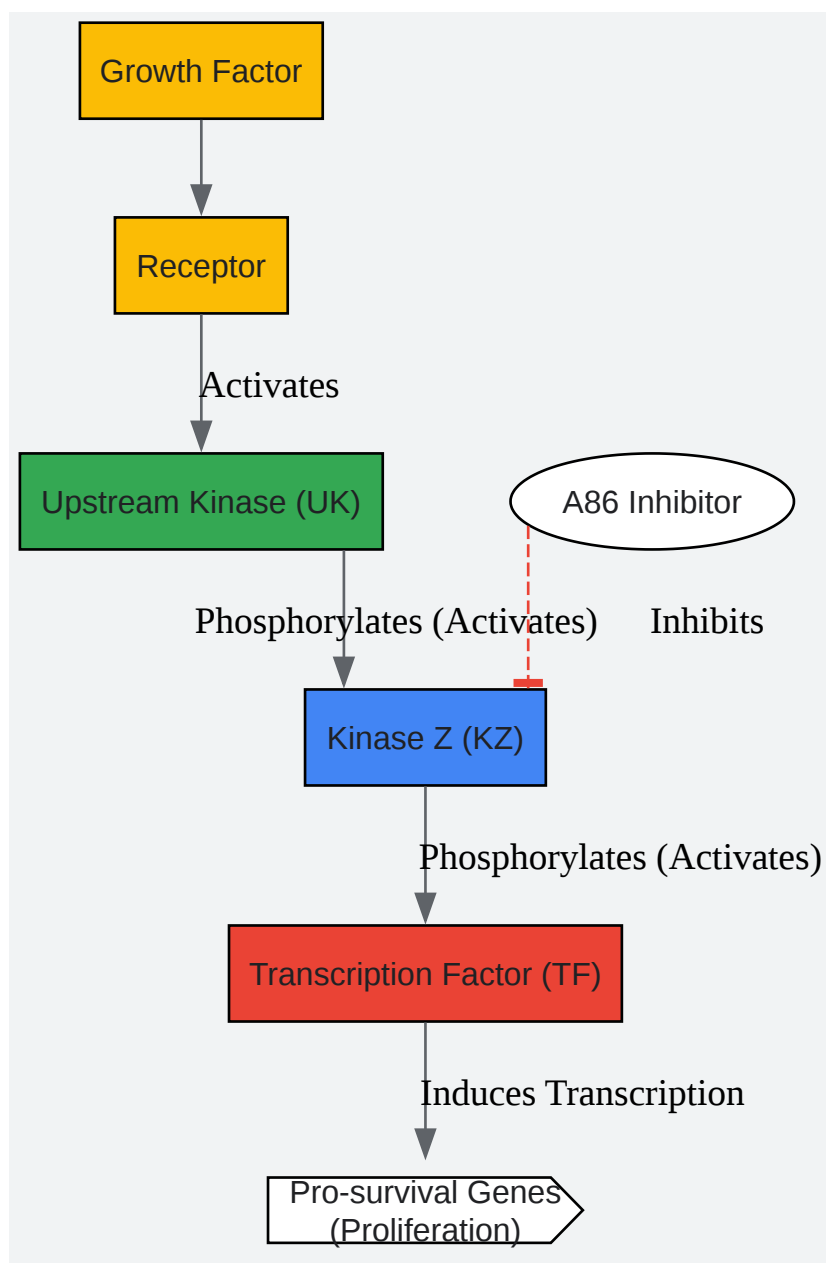 Growth Factor
Receptor
Activates
Upstream Kinase (UK)
A86 Inhibitor
Phosphorylates (Activates)
Inhibits
Kinase Z (KZ)
Phosphorylates (Activates)
Transcription Factor (TF)
Induces Transcription
Pro-survival Genes
(Proliferation)